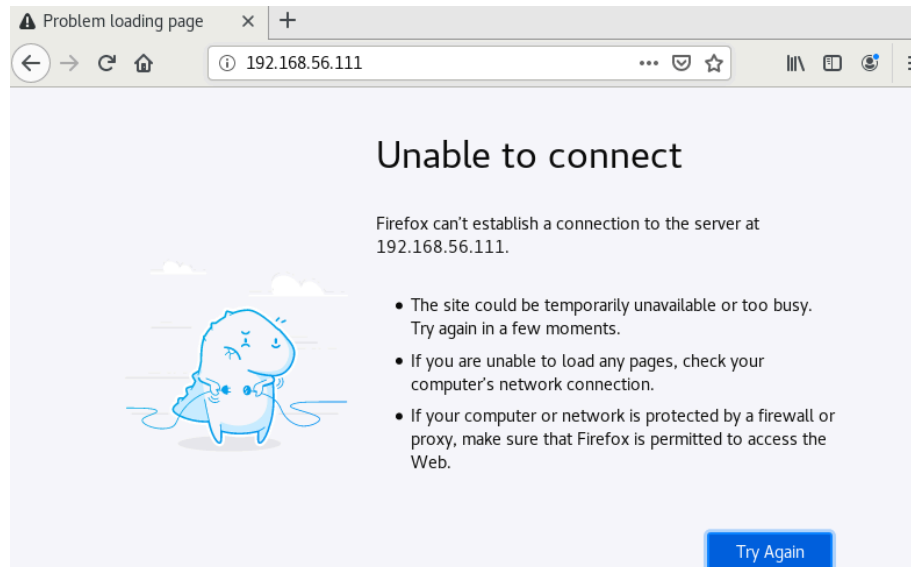 Problem loading page
192.168.56.111
Unable to connect
Firefox can't establish a connection to the server at
192.168.56.111.
• The site could be temporarily unavailable or too busy.
Try again in a few moments.
• If you are unable to load any pages, check your
computer's network connection.
• If your computer or network is protected by a firewall or
proxy, make sure that Firefox is permitted to access the
Web.
Try Again